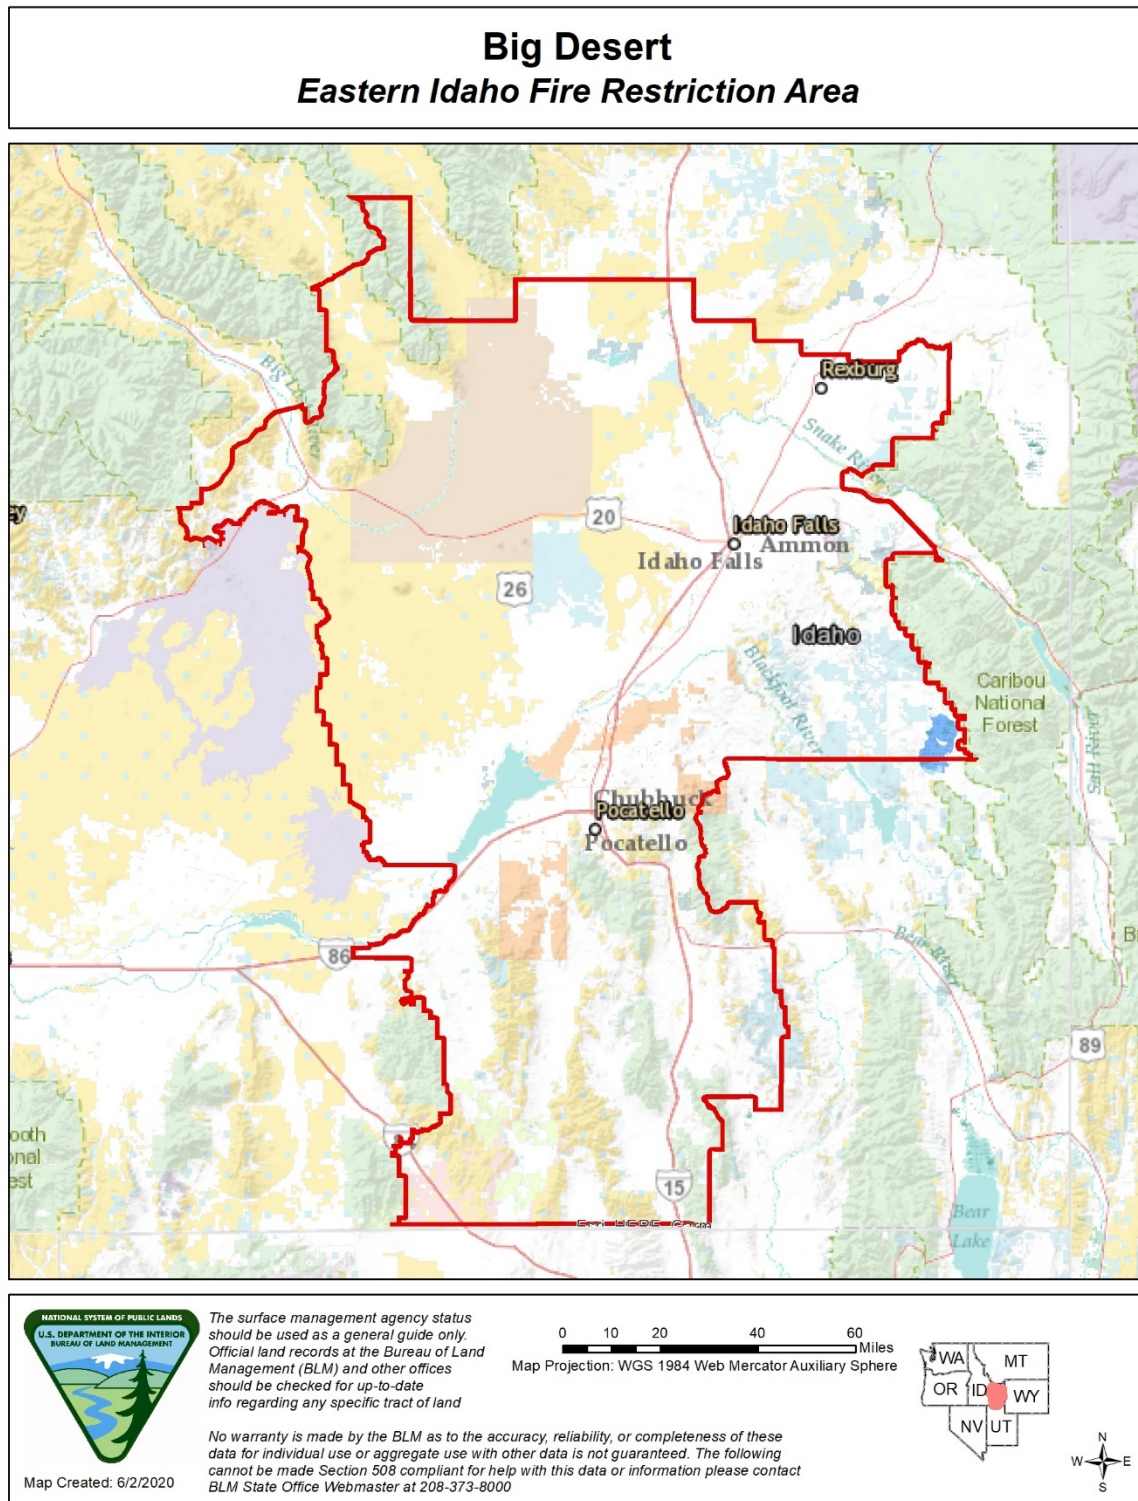 Big Desert
Eastern Idaho Fire Restriction Area
Rexburg
Snake River
20
Idaho Falls
Idaho Falls
Ammon
26
Idaho
Blackfoot River
Caribou
National
Forest
Salt River
Chubbuck
Pocatello
Pocatello
Bear River
86
89
15
Bear
Lake
NATIONAL SYSTEM OF PUBLIC LANDS
U.S. DEPARTMENT OF THE INTERIOR
BUREAU OF LAND MANAGEMENT
Map Created: 6/2/2020
The surface management agency status
should be used as a general guide only.
Official land records at the Bureau of Land
Management (BLM) and other offices
should be checked for up-to-date
info regarding any specific tract of land
No warranty is made by the BLM as to the accuracy, reliability, or completeness of these
data for individual use or aggregate use with other data is not guaranteed. The following
cannot be made Section 508 compliant for help with this data or information please contact
BLM State Office Webmaster at 208-373-8000
0 10 20 40 60
Miles
Map Projection: WGS 1984 Web Mercator Auxiliary Sphere
WA MT
OR ID WY
NV UT
N
W E
S